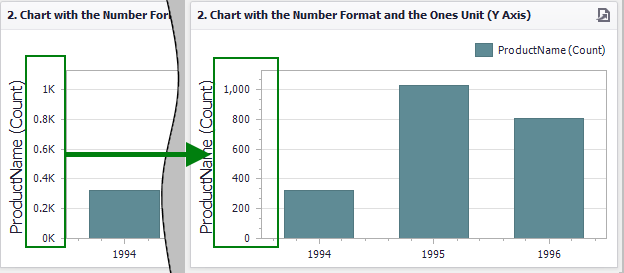 2. Chart with the Number For
ProductName (Count)
1K
0.8K
0.6K
0.4K
0.2K
0K
1994
2. Chart with the Number Format and the Ones Unit (Y Axis)
ProductName (Count)
ProductName (Count)
1,000
800
600
400
200
0
1994
1995
1996